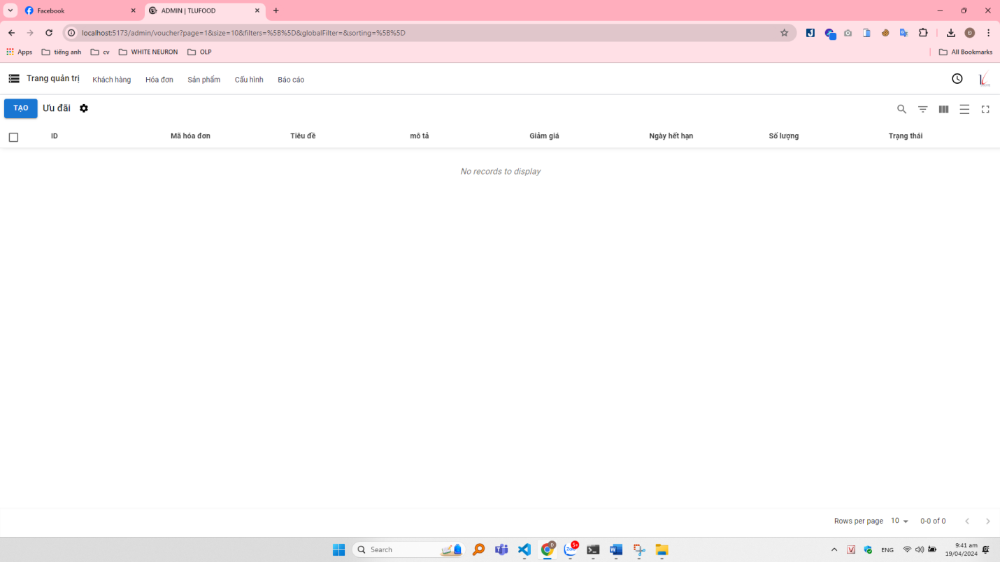 Facebook
ADMIN | TLUFOOD
localhost:5173/admin/voucher?page=1&size=10&filters=%5B%5D&globalFilter=&sorting=%5B%5D
Apps tiếng anh cv WHITE NEURON OLP All Bookmarks
Trang quản trị Khách hàng Hóa đơn Sản phẩm Cấu hình Báo cáo
TẠO Ưu đãi
ID Mã hóa đơn Tiêu đề mô tả Giảm giá Ngày hết hạn Số lượng Trạng thái
No records to display
Rows per page 10 0-0 of 0
Search Zalo 5+ ENG 9:41 am
19/04/2024